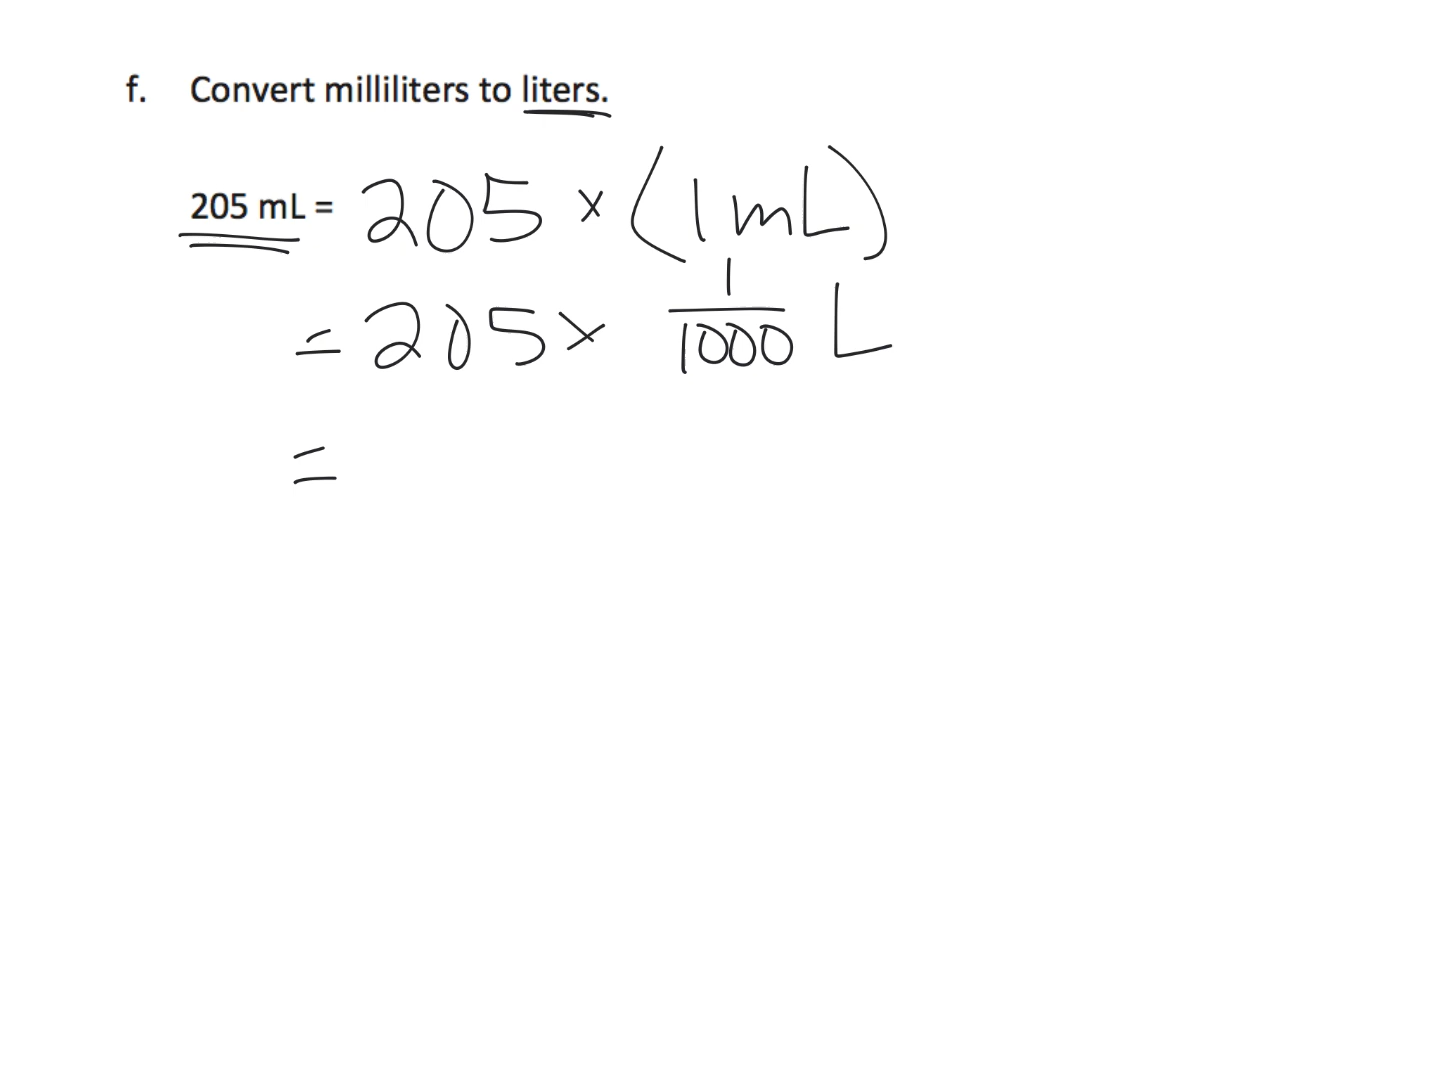 f. Convert milliliters to liters.
205 mL = 205 × (1 mL)
= 205 × 1/1000 L
=